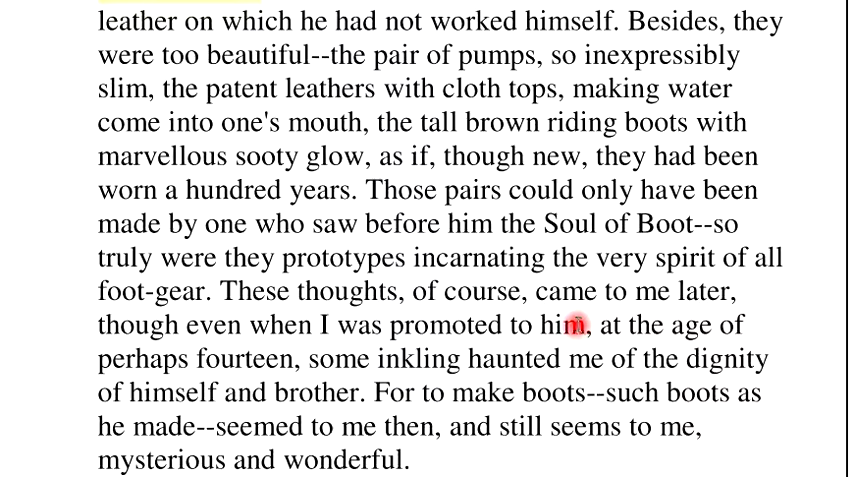 leather on which he had not worked himself. Besides, they
were too beautiful--the pair of pumps, so inexpressibly
slim, the patent leathers with cloth tops, making water
come into one's mouth, the tall brown riding boots with
marvellous sooty glow, as if, though new, they had been
worn a hundred years. Those pairs could only have been
made by one who saw before him the Soul of Boot--so
truly were they prototypes incarnating the very spirit of all
foot-gear. These thoughts, of course, came to me later,
though even when I was promoted to him, at the age of
perhaps fourteen, some inkling haunted me of the dignity
of himself and brother. For to make boots--such boots as
he made--seemed to me then, and still seems to me,
mysterious and wonderful.